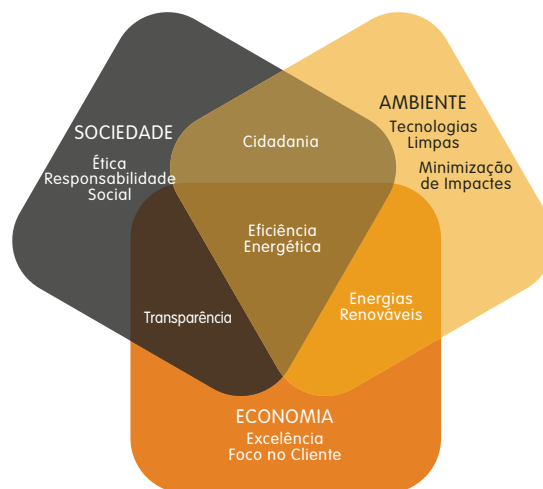 SOCIEDADE
Ética
Responsabilidade
Social
Cidadania
AMBIENTE
Tecnologias
Limpas
Minimização
de Impactes
Eficiência
Energética
Transparência
Energias
Renováveis
ECONOMIA
Excelência
Foco no Cliente